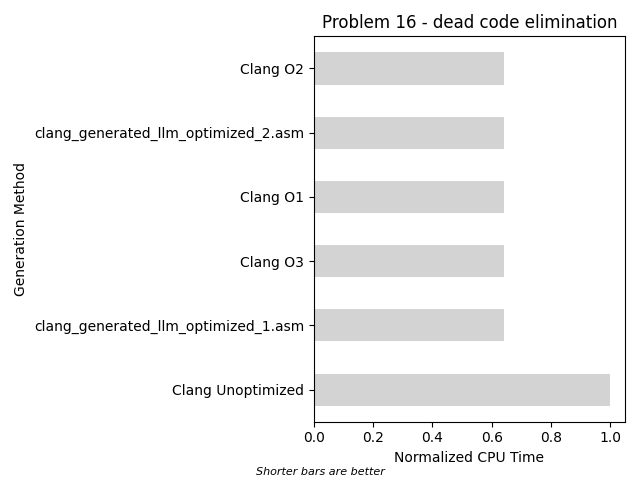 Problem 16 - dead code elimination
Generation Method
Clang O2
clang_generated_llm_optimized_2.asm
Clang O1
Clang O3
clang_generated_llm_optimized_1.asm
Clang Unoptimized
0.0 0.2 0.4 0.6 0.8 1.0
Normalized CPU Time
Shorter bars are better